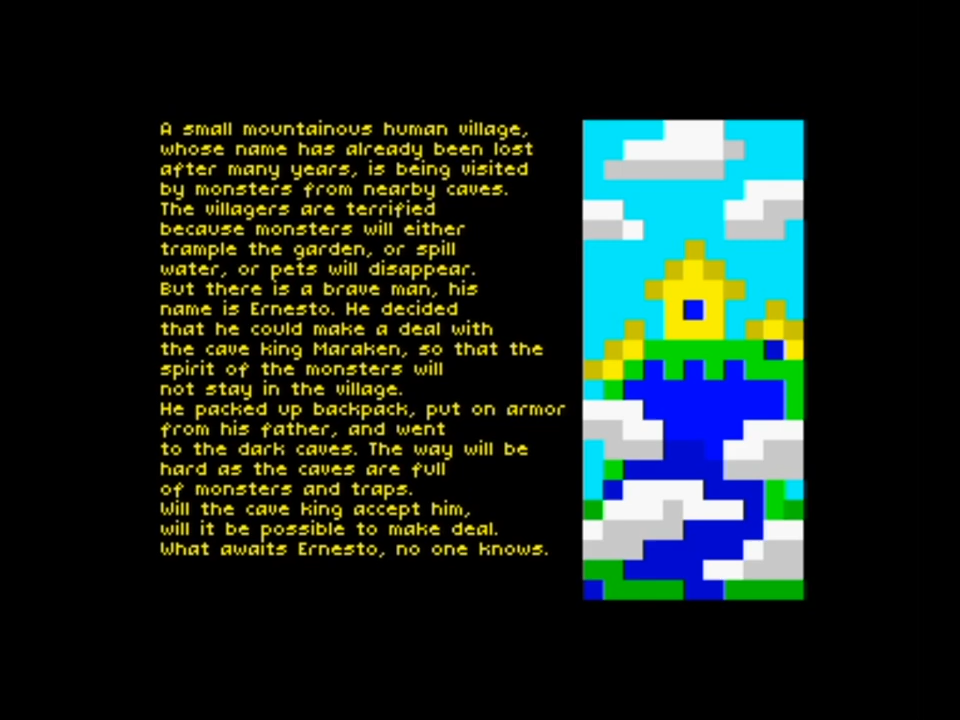 A small mountainous human village,
whose name has already been lost
after many years, is being visited
by monsters from nearby caves.
The villagers are terrified
because monsters will either
trample the garden, or spill
water, or pets will disappear.
But there is a brave man, his
name is Ernesto. He decided
that he could make a deal with
the cave king Maraken, so that the
spirit of the monsters will
not stay in the village.
He packed up backpack, put on armor
from his father, and went
to the dark caves. The way will be
hard as the caves are full
of monsters and traps.
Will the cave king accept him,
will it be possible to make deal.
What awaits Ernesto, no one knows.